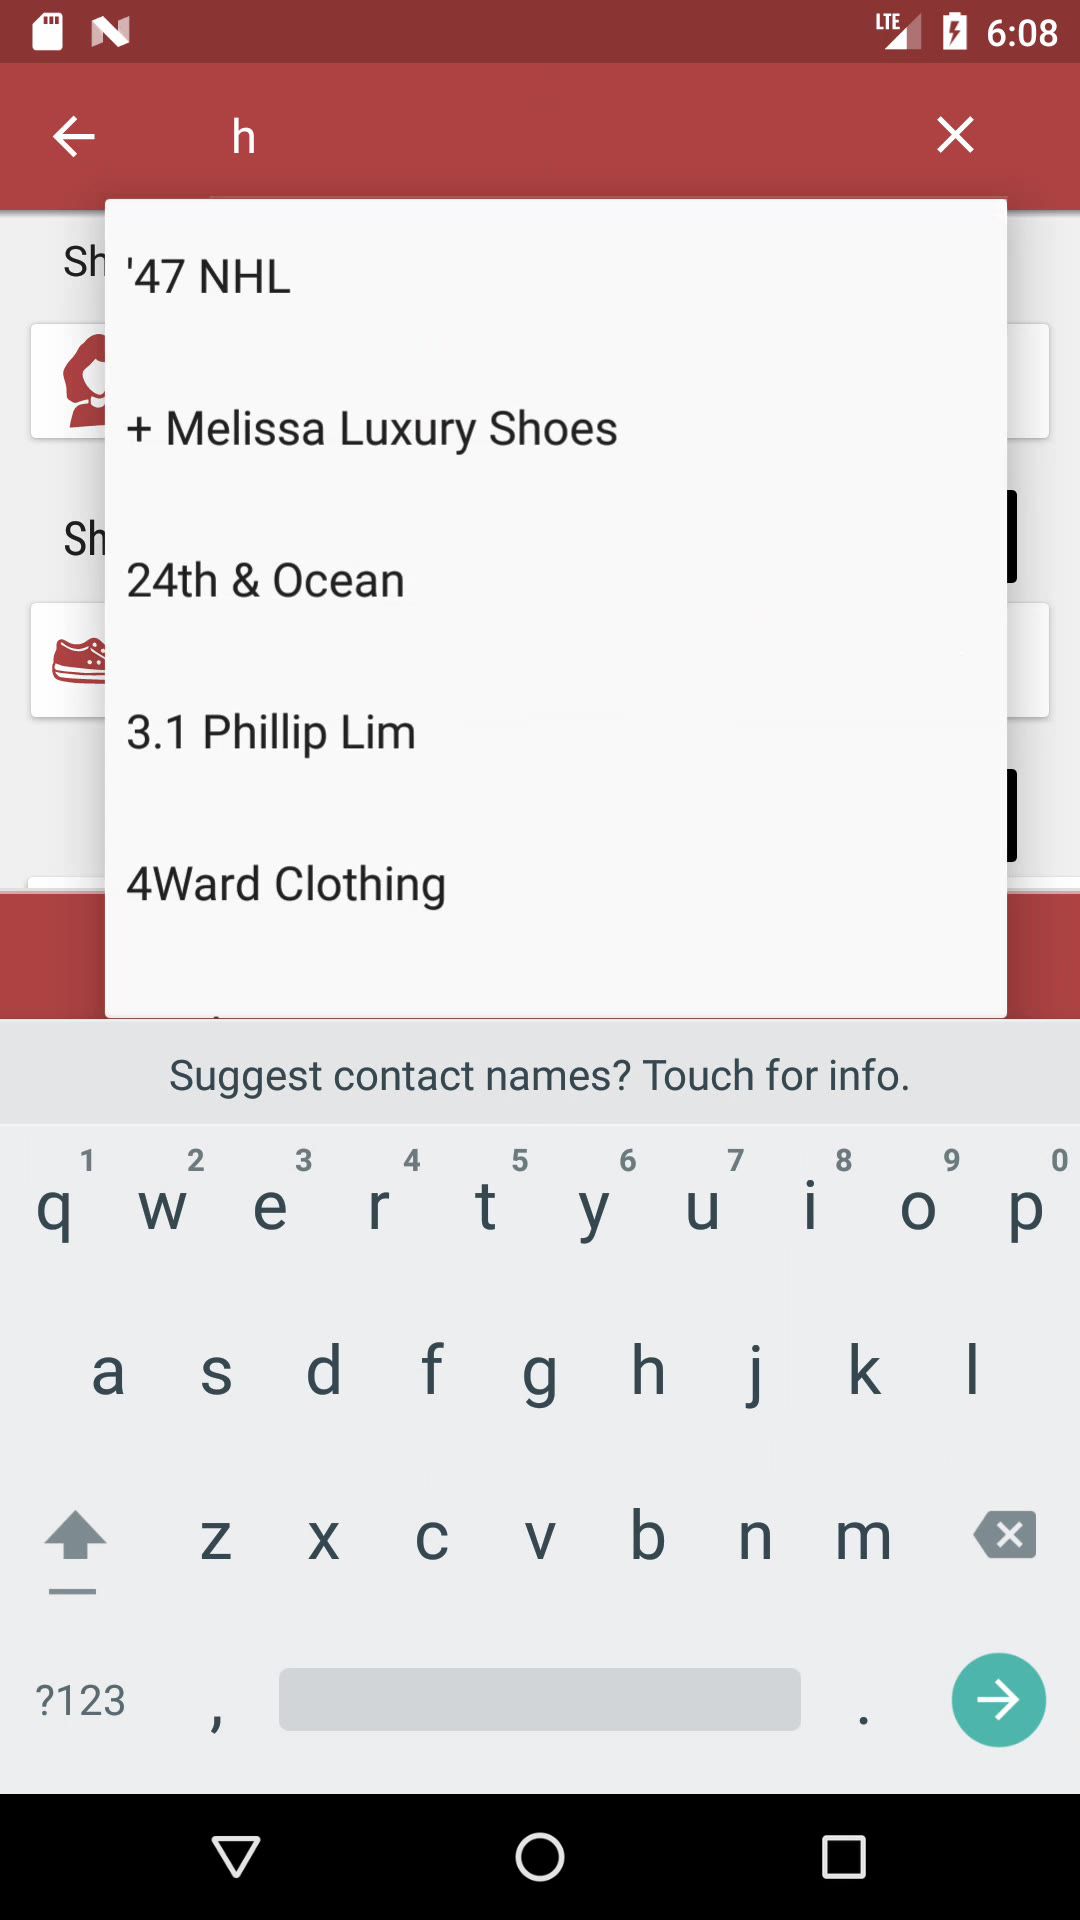 LTE 6:08
h
Sh
'47 NHL
+ Melissa Luxury Shoes
Sh
24th & Ocean
3.1 Phillip Lim
4Ward Clothing
Suggest contact names? Touch for info.
1 2 3 4 5 6 7 8 9 0
q w e r t y u i o p
a s d f g h j k l
z x c v b n m
?123 , .